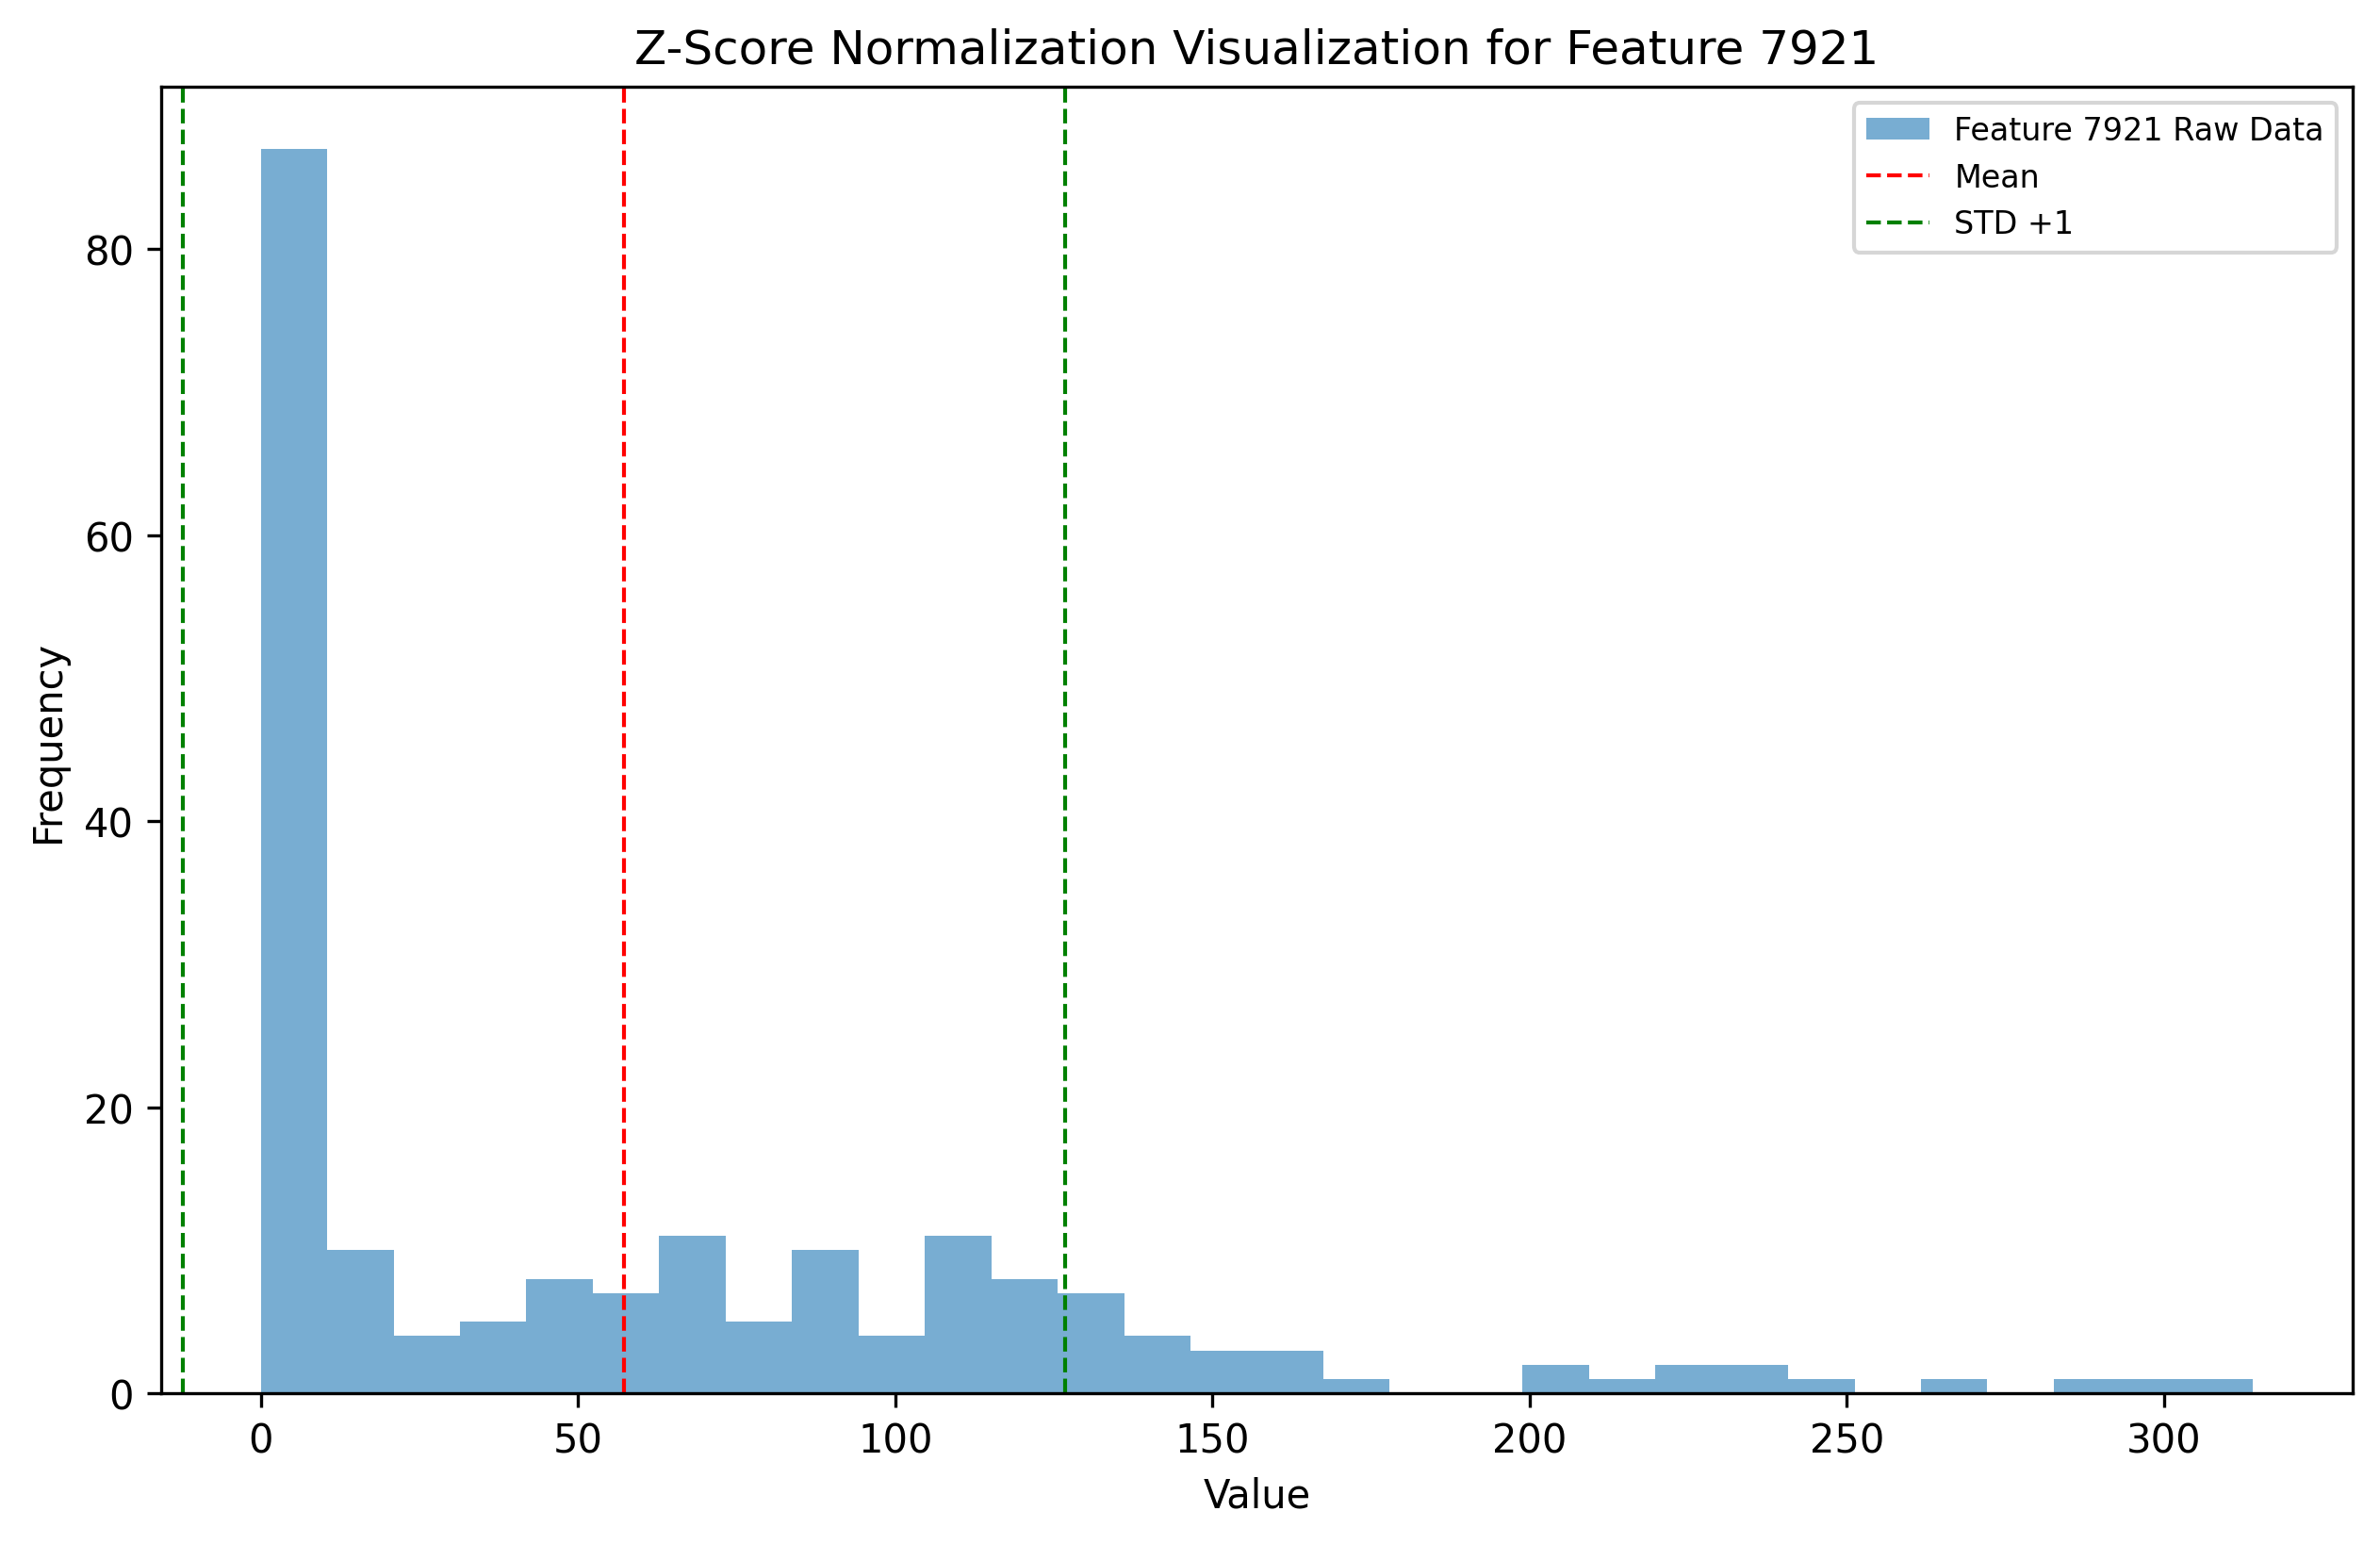 Z-Score Normalization Visualization for Feature 7921
Feature 7921 Raw Data
Mean
STD +1
80
60
40
20
0
Frequency
0 50 100 150 200 250 300
Value